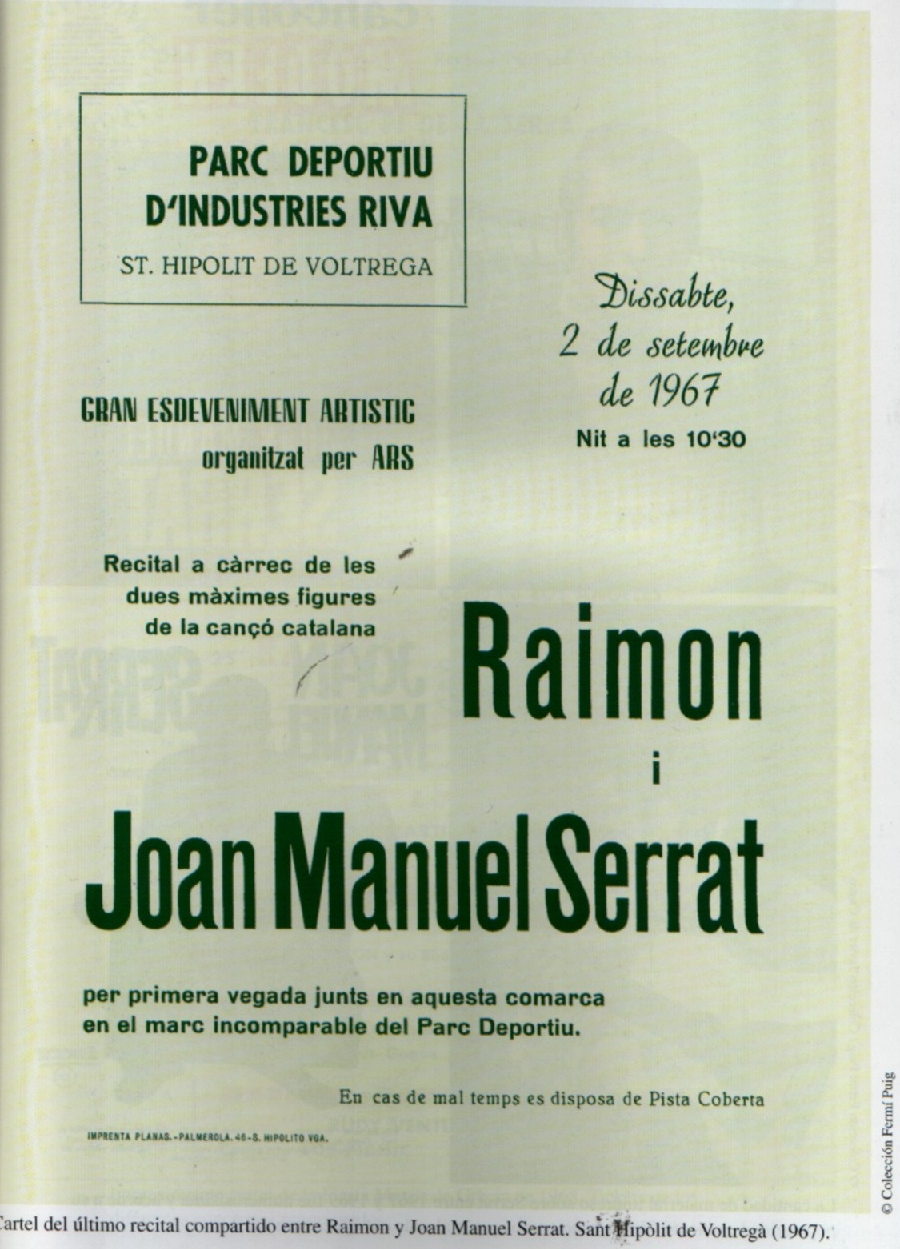 PARC DEPORTIU
D'INDUSTRIES RIVA
ST. HIPOLIT DE VOLTREGA
Dissabte,
2 de setembre
de 1967
Nit a les 10'30
GRAN ESDEVENIMENT ARTISTIC
organitzat per ARS
Recital a càrrec de les
dues màximes figures
de la cançó catalana
Raimon
i
Joan Manuel Serrat
per primera vegada junts en aquesta comarca
en el marc incomparable del Parc Deportiu.
En cas de mal temps es disposa de Pista Coberta
IMPRENTA PLANAS.-PALMEROLA, 46-S. HIPOLITO VGA.
© Colección Fermí Puig
Cartel del último recital compartido entre Raimon y Joan Manuel Serrat. Sant Hipòlit de Voltregà (1967).